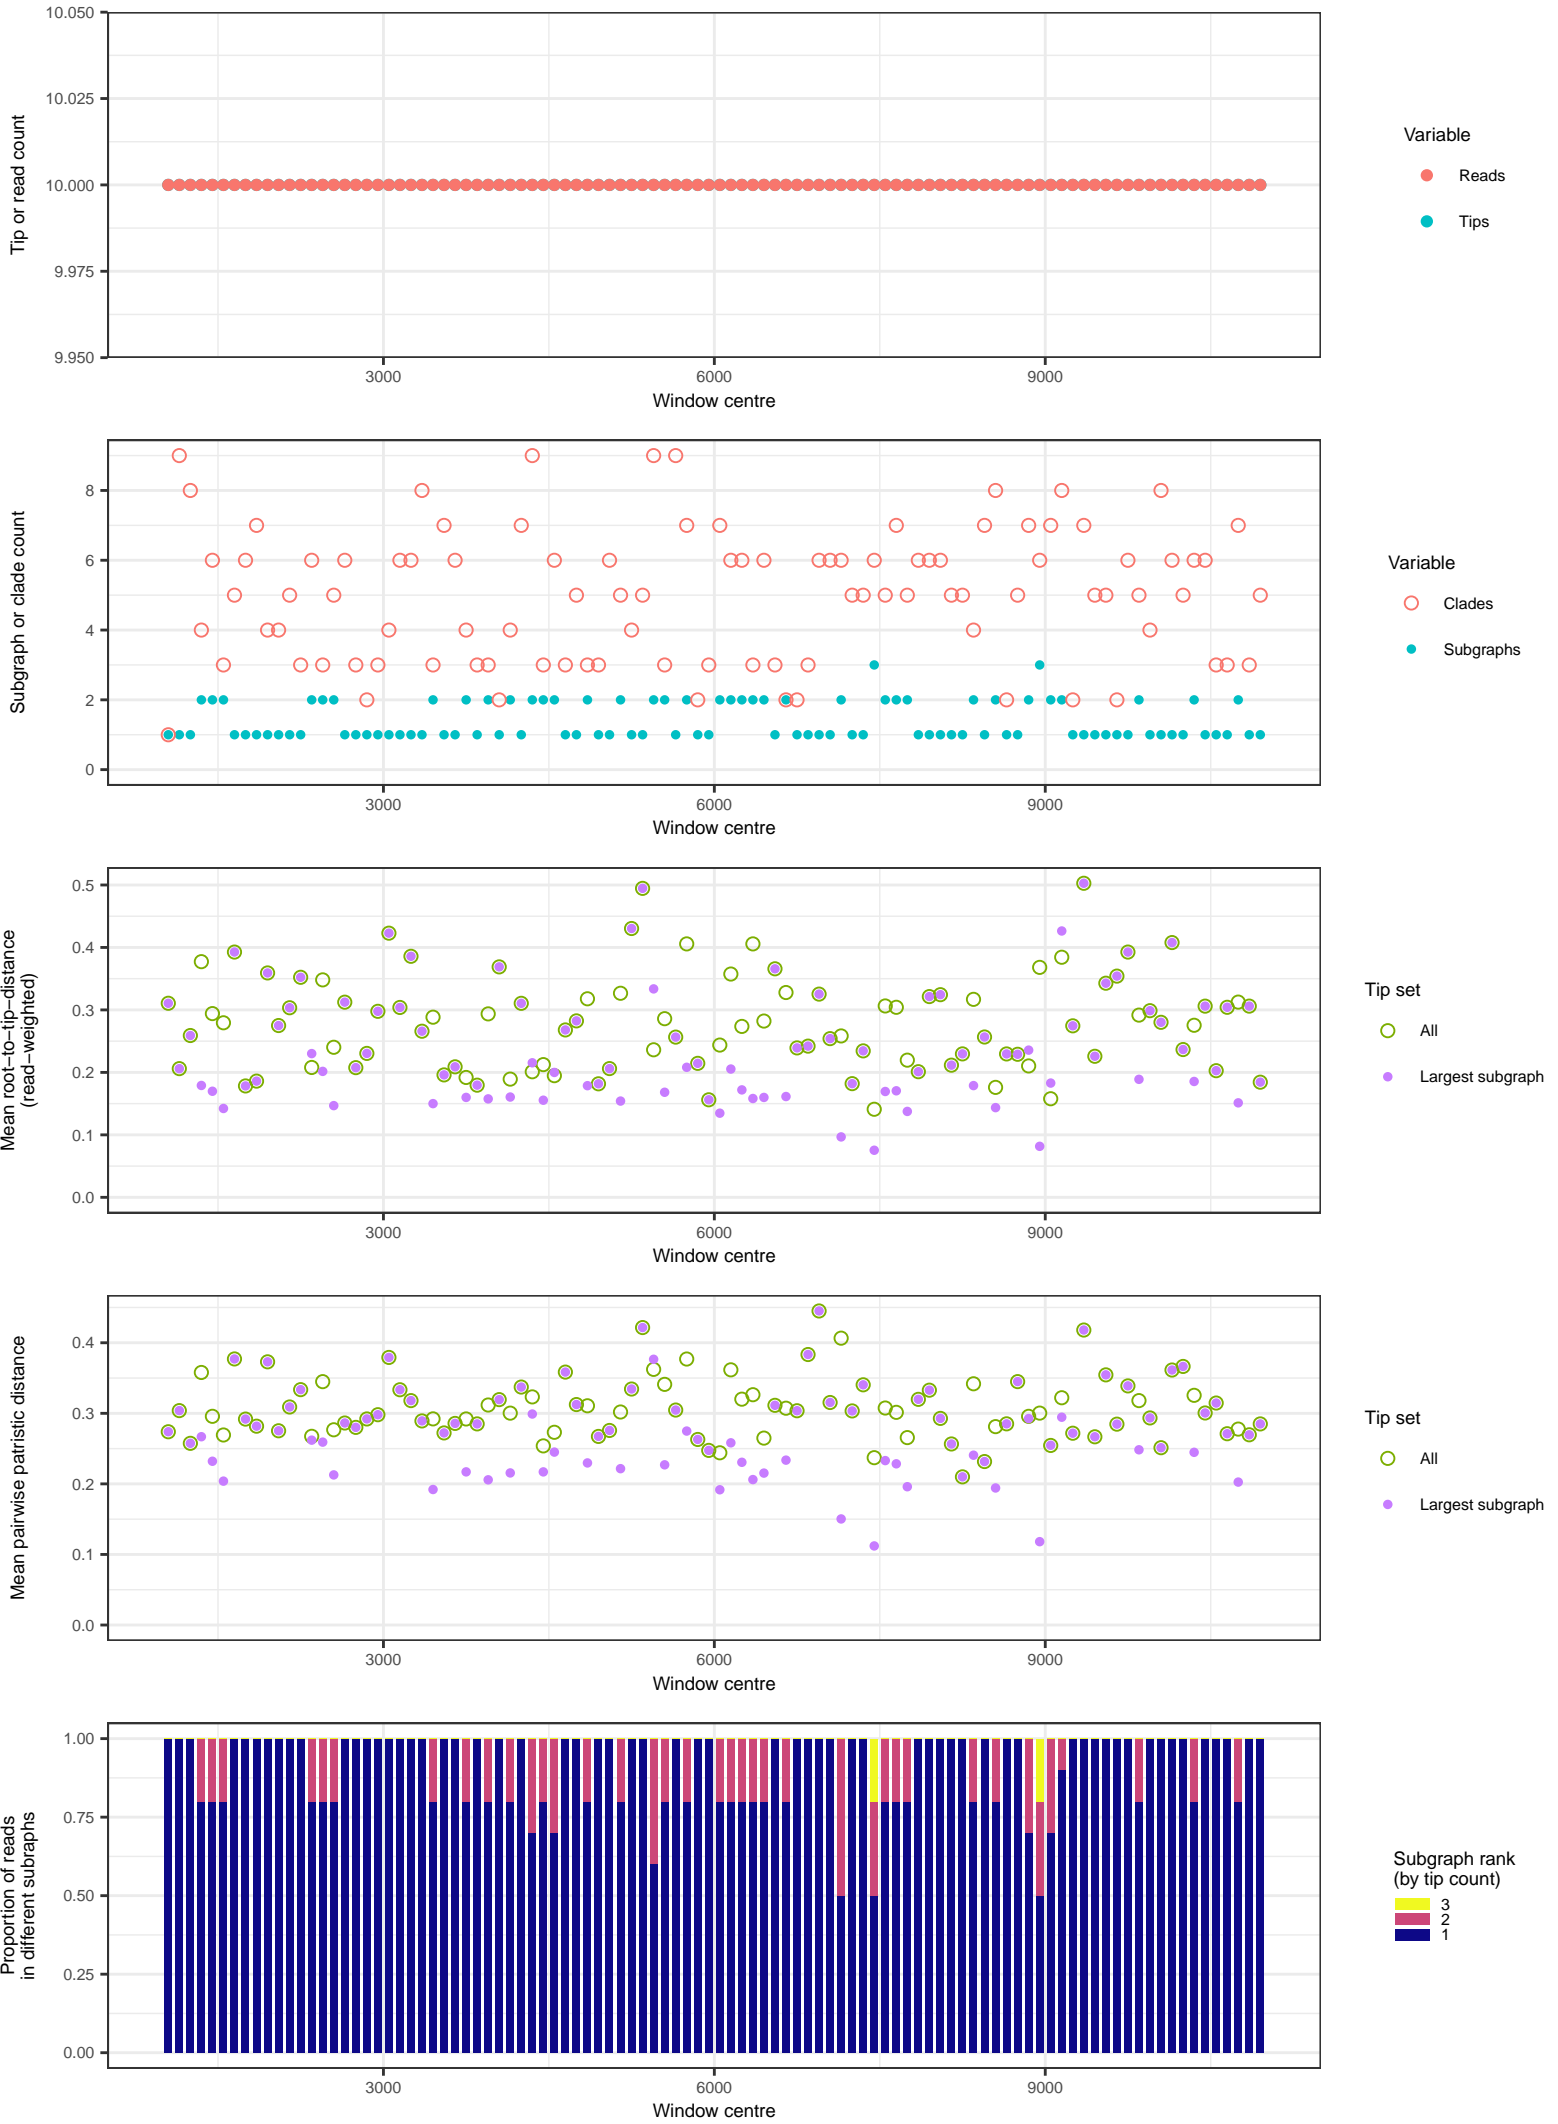 10.050
10.025
10.000
9.975
9.950
Tip or read count
3000 6000 9000
Window centre
Variable
Reads
Tips
8
6
4
2
0
Subgraph or clade count
3000 6000 9000
Window centre
Variable
Clades
Subgraphs
0.5
0.4
0.3
0.2
0.1
0.0
Mean root−to−tip−distance
(read−weighted)
3000 6000 9000
Window centre
Tip set
All
Largest subgraph
0.4
0.3
0.2
0.1
0.0
Mean pairwise patristic distance
3000 6000 9000
Window centre
Tip set
All
Largest subgraph
1.00
0.75
0.50
0.25
0.00
Proportion of reads
in different subraphs
3000 6000 9000
Window centre
Subgraph rank
(by tip count)
3
2
1